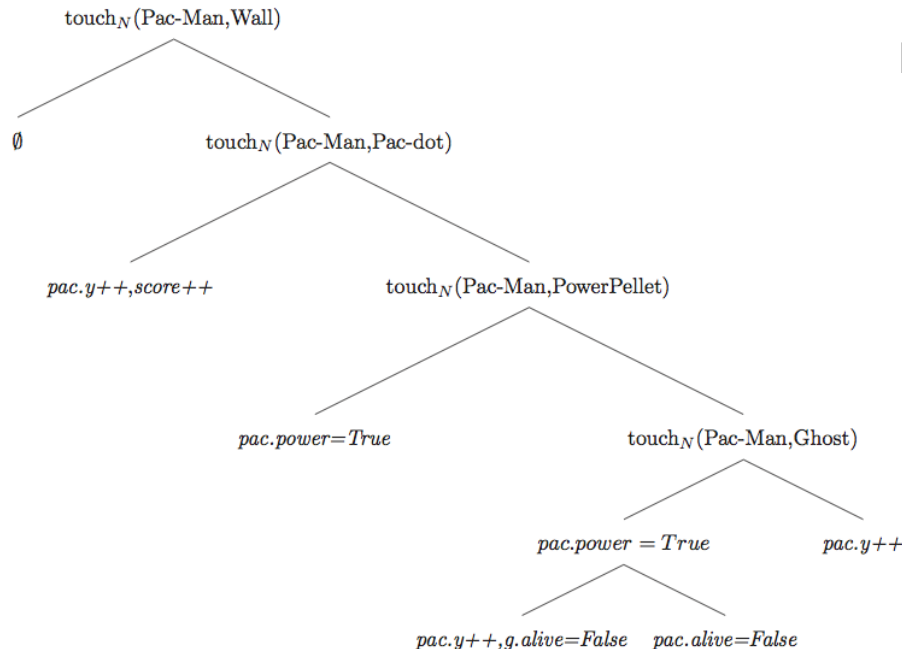 touch_N(Pac-Man,Wall)
∅
touch_N(Pac-Man,Pac-dot)
pac.y++,score++
touch_N(Pac-Man,PowerPellet)
pac.power=True
touch_N(Pac-Man,Ghost)
pac.power = True
pac.y++
pac.y++,g.alive=False
pac.alive=False